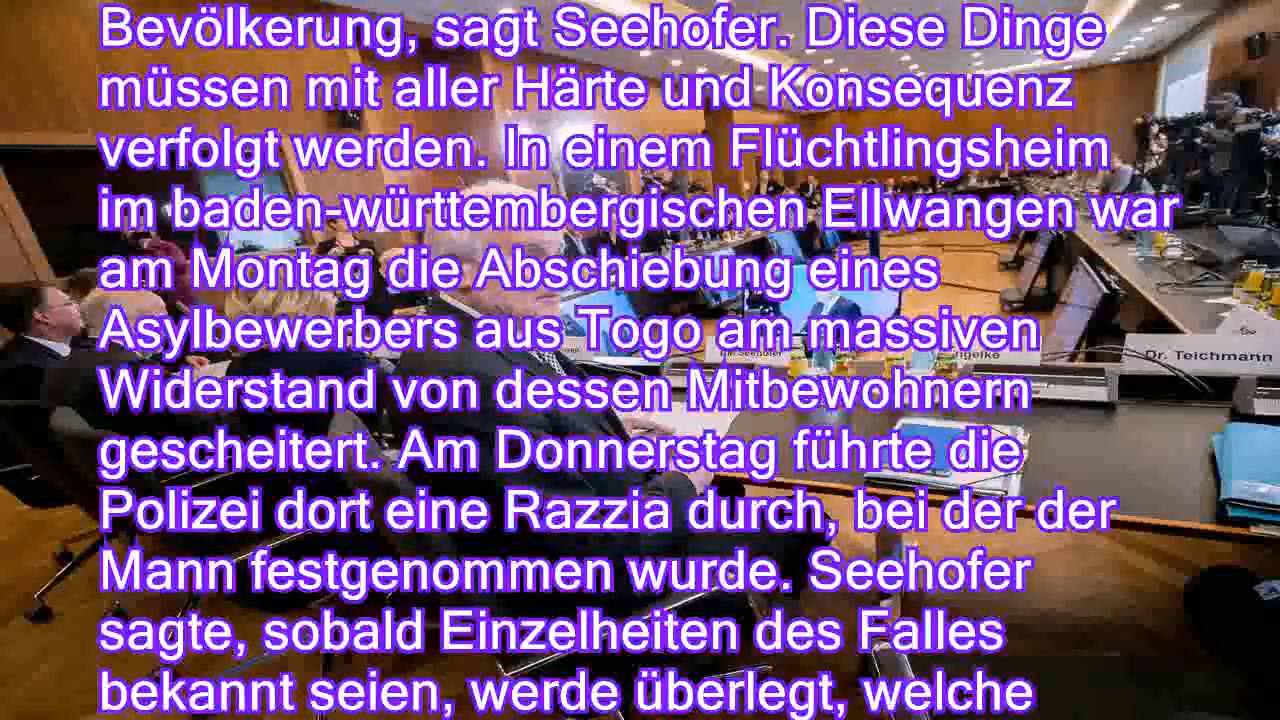 Bevölkerung, sagt Seehofer. Diese Dinge
müssen mit aller Härte und Konsequenz
verfolgt werden. In einem Flüchtlingsheim
im baden-württembergischen Ellwangen war
am Montag die Abschiebung eines
Asylbewerbers aus Togo am massiven
Widerstand von dessen Mitbewohnern
gescheitert. Am Donnerstag führte die
Polizei dort eine Razzia durch, bei der der
Mann festgenommen wurde. Seehofer
sagte, sobald Einzelheiten des Falles
bekannt seien, werde überlegt, welche
Seehofer
Dr. Teichmann